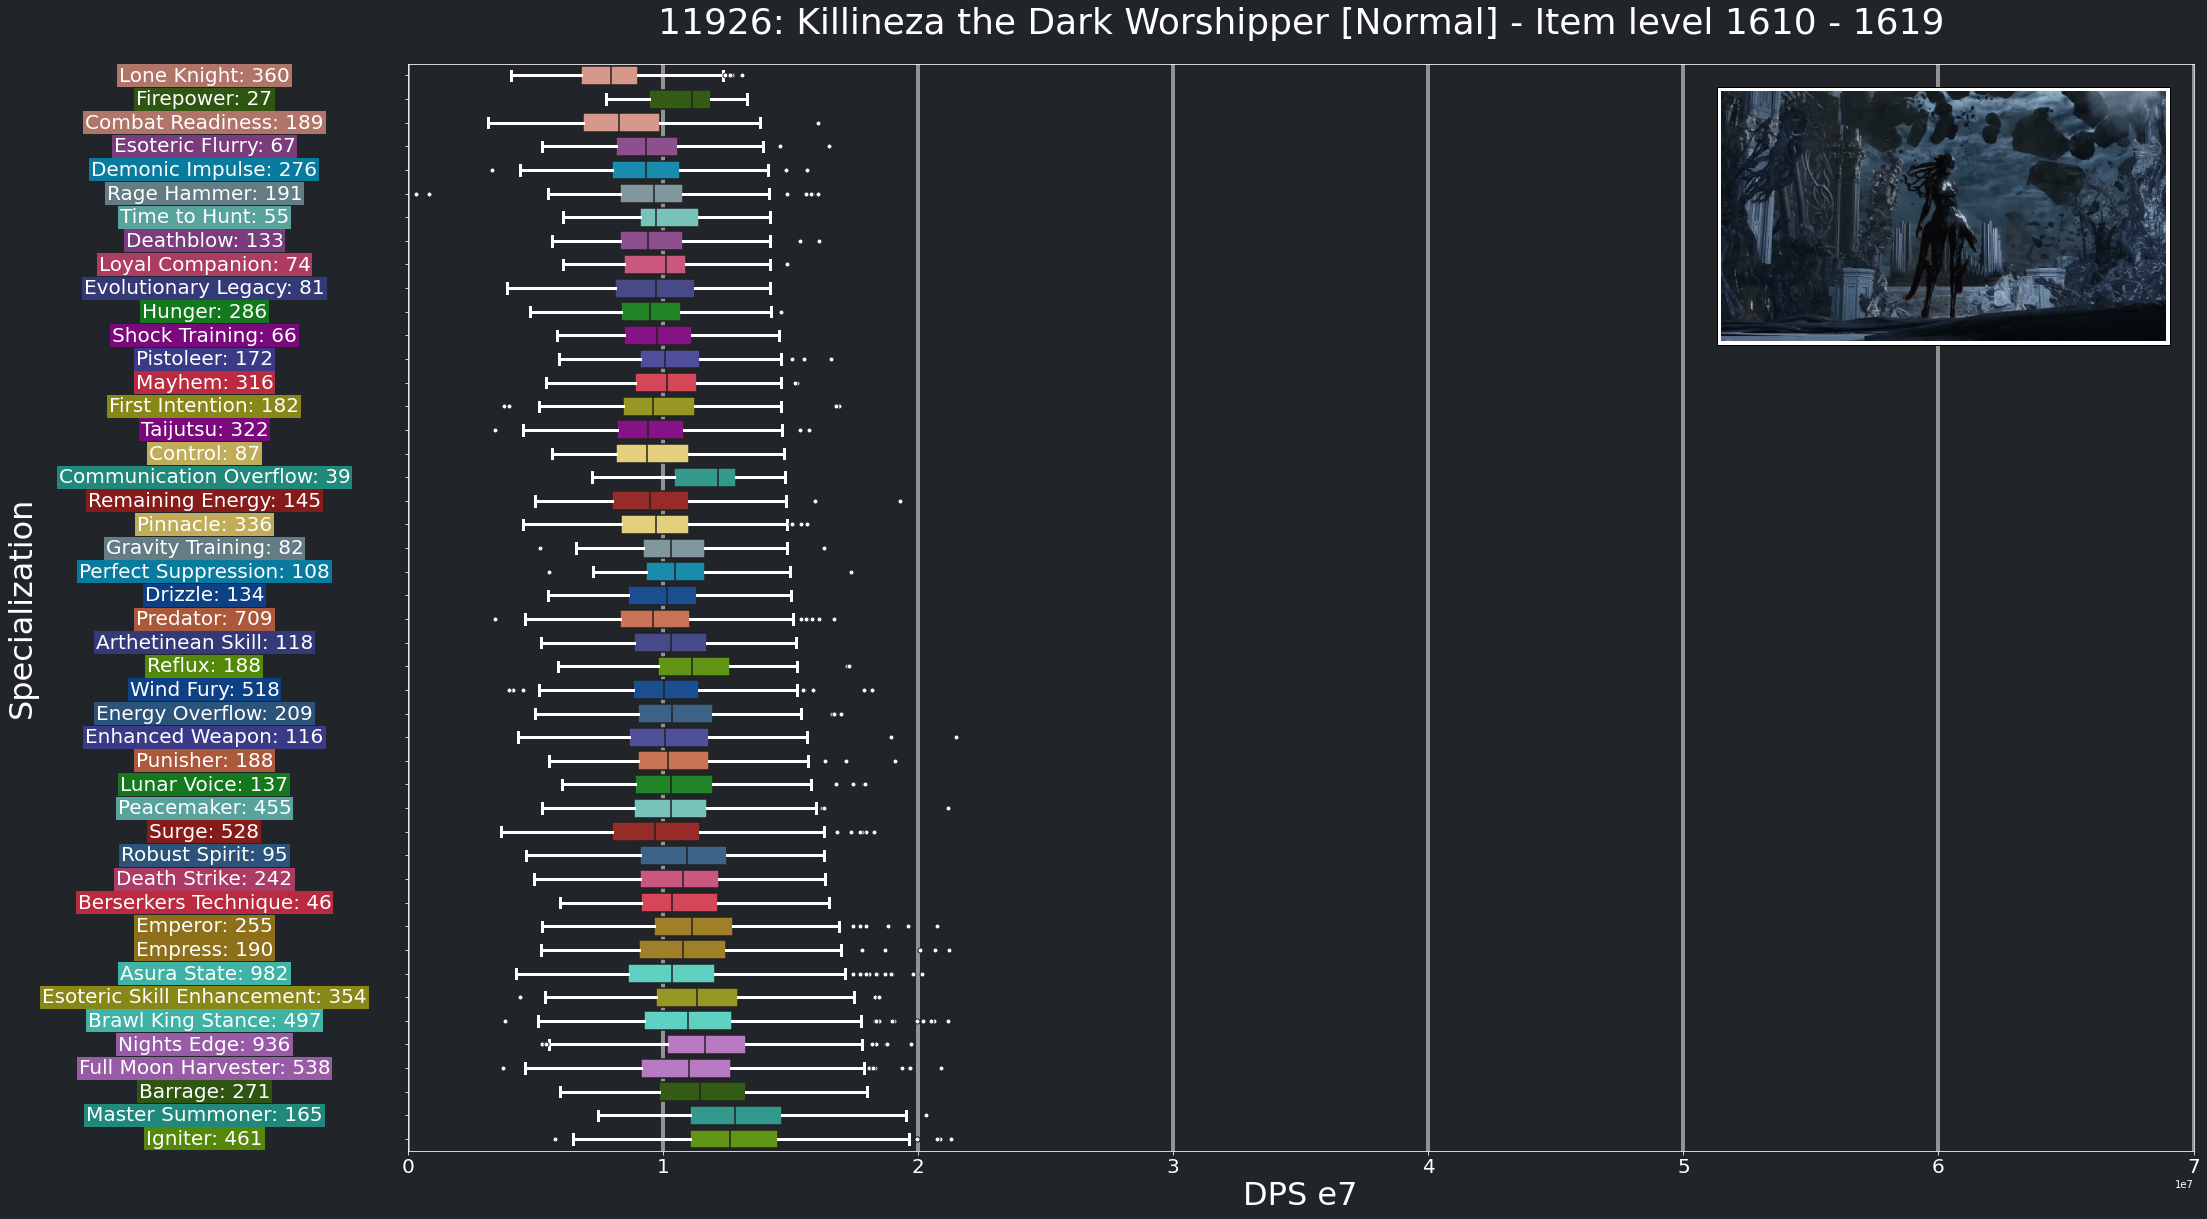 11926: Killineza the Dark Worshipper [Normal] - Item level 1610 - 1619
Specialization
Lone Knight: 360
Firepower: 27
Combat Readiness: 189
Esoteric Flurry: 67
Demonic Impulse: 276
Rage Hammer: 191
Time to Hunt: 55
Deathblow: 133
Loyal Companion: 74
Evolutionary Legacy: 81
Hunger: 286
Shock Training: 66
Pistoleer: 172
Mayhem: 316
First Intention: 182
Taijutsu: 322
Control: 87
Communication Overflow: 39
Remaining Energy: 145
Pinnacle: 336
Gravity Training: 82
Perfect Suppression: 108
Drizzle: 134
Predator: 709
Arthetinean Skill: 118
Reflux: 188
Wind Fury: 518
Energy Overflow: 209
Enhanced Weapon: 116
Punisher: 188
Lunar Voice: 137
Peacemaker: 455
Surge: 528
Robust Spirit: 95
Death Strike: 242
Berserkers Technique: 46
Emperor: 255
Empress: 190
Asura State: 982
Esoteric Skill Enhancement: 354
Brawl King Stance: 497
Nights Edge: 936
Full Moon Harvester: 538
Barrage: 271
Master Summoner: 165
Igniter: 461
0 1 2 3 4 5 6 7
1e7
DPS e7